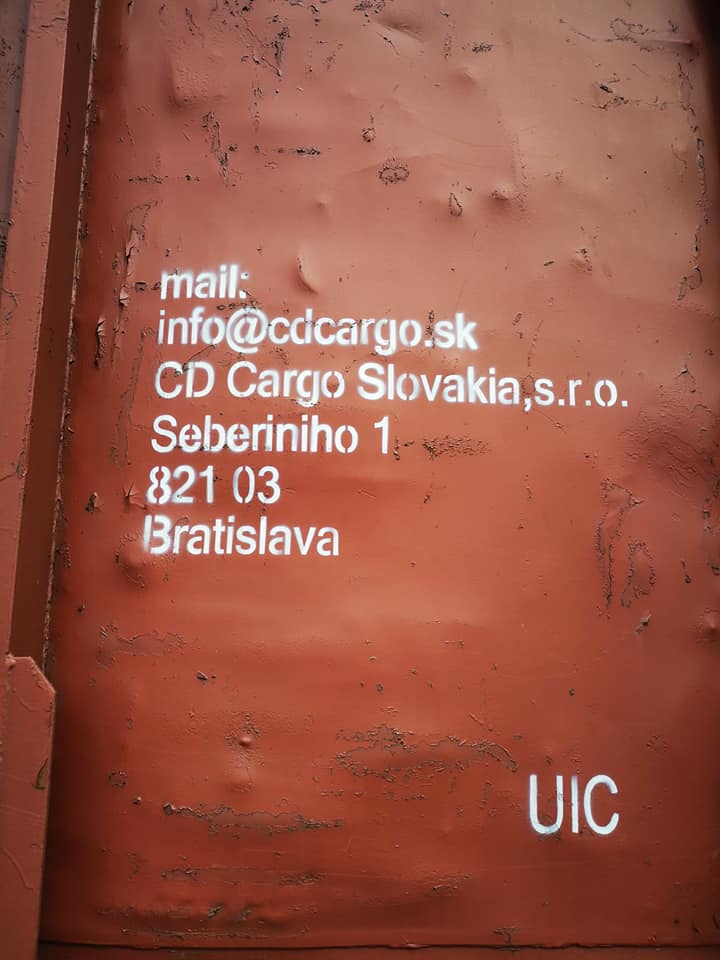 mail:
info@cdcargo.sk
CD Cargo Slovakia,s.r.o.
Seberiniho 1
821 03
Bratislava
UIC